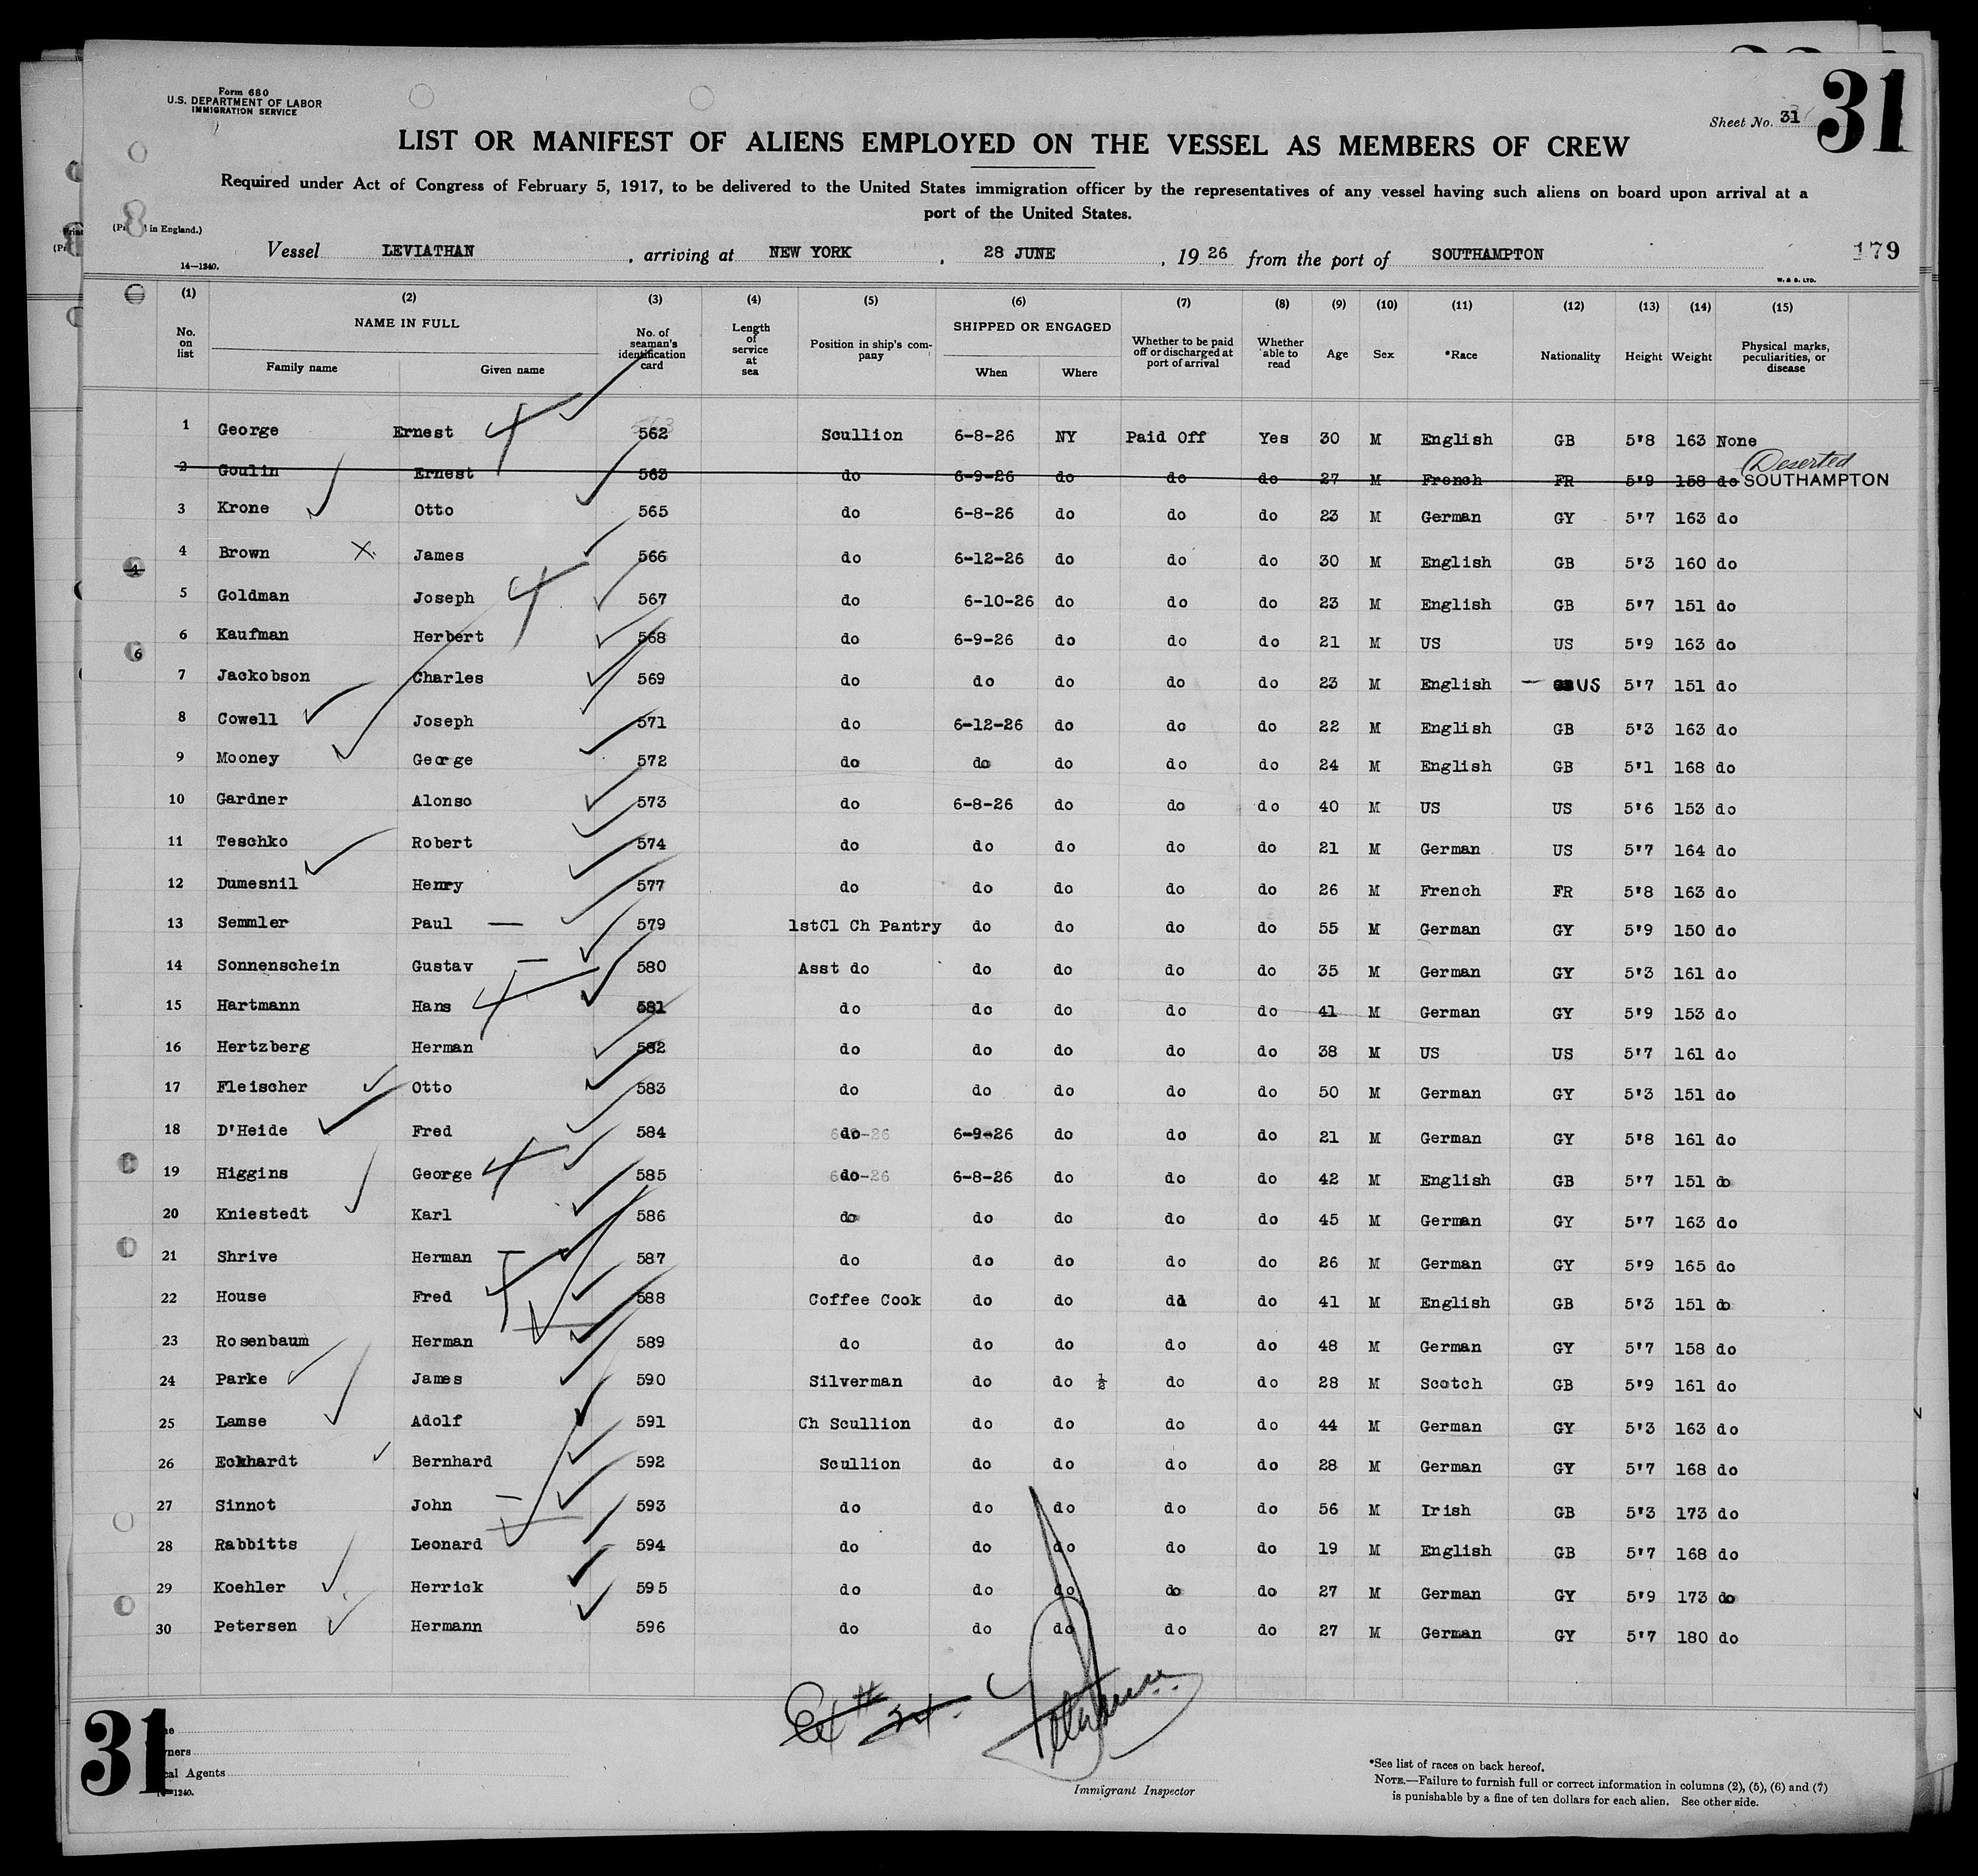 Form 680
U.S. DEPARTMENT OF LABOR
IMMIGRATION SERVICE
Sheet No. 31
31
LIST OR MANIFEST OF ALIENS EMPLOYED ON THE VESSEL AS MEMBERS OF CREW
Required under Act of Congress of February 5, 1917, to be delivered to the United States immigration officer by the representatives of any vessel having such aliens on board upon arrival at a
port of the United States.
in England.)
Vessel LEVIATHAN, arriving at NEW YORK, 28 JUNE, 1926 from the port of SOUTHAMPTON
179
14—1240.
W. & S. LTD.
(1) (2) (3) (4) (5) (6) (7) (8) (9) (10) (11) (12) (13) (14) (15)
No. on list NAME IN FULL Family name Given name No. of seaman's identification card Length of service at sea Position in ship's company SHIPPED OR ENGAGED When Where Whether to be paid off or discharged at port of arrival Whether able to read Age Sex *Race Nationality Height Weight Physical marks, peculiarities, or disease
1 George Ernest 562 Scullion 6-8-26 NY Paid Off Yes 30 M English GB 5'8 163 None
2 Goulin Ernest 563 do 6-9-26 do do do 27 M French FR 5'9 158 do Deserted SOUTHAMPTON
3 Krone Otto 565 do 6-8-26 do do do 23 M German GY 5'7 163 do
4 Brown James 566 do 6-12-26 do do do 30 M English GB 5'3 160 do
5 Goldman Joseph 567 do 6-10-26 do do do 23 M English GB 5'7 151 do
6 Kaufman Herbert 568 do 6-9-26 do do do 21 M US US 5'9 163 do
7 Jackobson Charles 569 do do do do do 23 M English US 5'7 151 do
8 Cowell Joseph 571 do 6-12-26 do do do 22 M English GB 5'3 163 do
9 Mooney George 572 do do do do do 24 M English GB 5'1 168 do
10 Gardner Alonso 573 do 6-8-26 do do do 40 M US US 5'6 153 do
11 Teschko Robert 574 do do do do do 21 M German US 5'7 164 do
12 Dumesnil Henry 577 do do do do do 26 M French FR 5'8 163 do
13 Semmler Paul 579 1stCl Ch Pantry do do do do 55 M German GY 5'9 150 do
14 Sonnenschein Gustav 580 Asst do do do do do 35 M German GY 5'3 161 do
15 Hartmann Hans 581 do do do do do 41 M German GY 5'9 153 do
16 Hertzberg Herman 582 do do do do do 38 M US US 5'7 161 do
17 Fleischer Otto 583 do do do do do 50 M German GY 5'3 151 do
18 D'Heide Fred 584 do 6-9-26 do do do 21 M German GY 5'8 161 do
19 Higgins George 585 do 6-8-26 do do do 42 M English GB 5'7 151 do
20 Kniestedt Karl 586 do do do do do 45 M German GY 5'7 163 do
21 Shrive Herman 587 do do do do do 26 M German GY 5'9 165 do
22 House Fred 588 Coffee Cook do do do do 41 M English GB 5'3 151 do
23 Rosenbaum Herman 589 do do do do do 48 M German GY 5'7 158 do
24 Parke James 590 Silverman do do ½ do do 28 M Scotch GB 5'9 161 do
25 Lamse Adolf 591 Ch Scullion do do do do 44 M German GY 5'3 163 do
26 Eckhardt Bernhard 592 Scullion do do do do 28 M German GY 5'7 168 do
27 Sinnot John 593 do do do do do 56 M Irish GB 5'3 173 do
28 Rabbitts Leonard 594 do do do do do 19 M English GB 5'7 168 do
29 Koehler Herrick 595 do do do do do 27 M German GY 5'9 173 do
30 Petersen Hermann 596 do do do do do 27 M German GY 5'7 180 do
31
Agents
14—1240.
Immigrant Inspector
*See list of races on back hereof.
NOTE.—Failure to furnish full or correct information in columns (2), (5), (6) and (7)
is punishable by a fine of ten dollars for each alien. See other side.